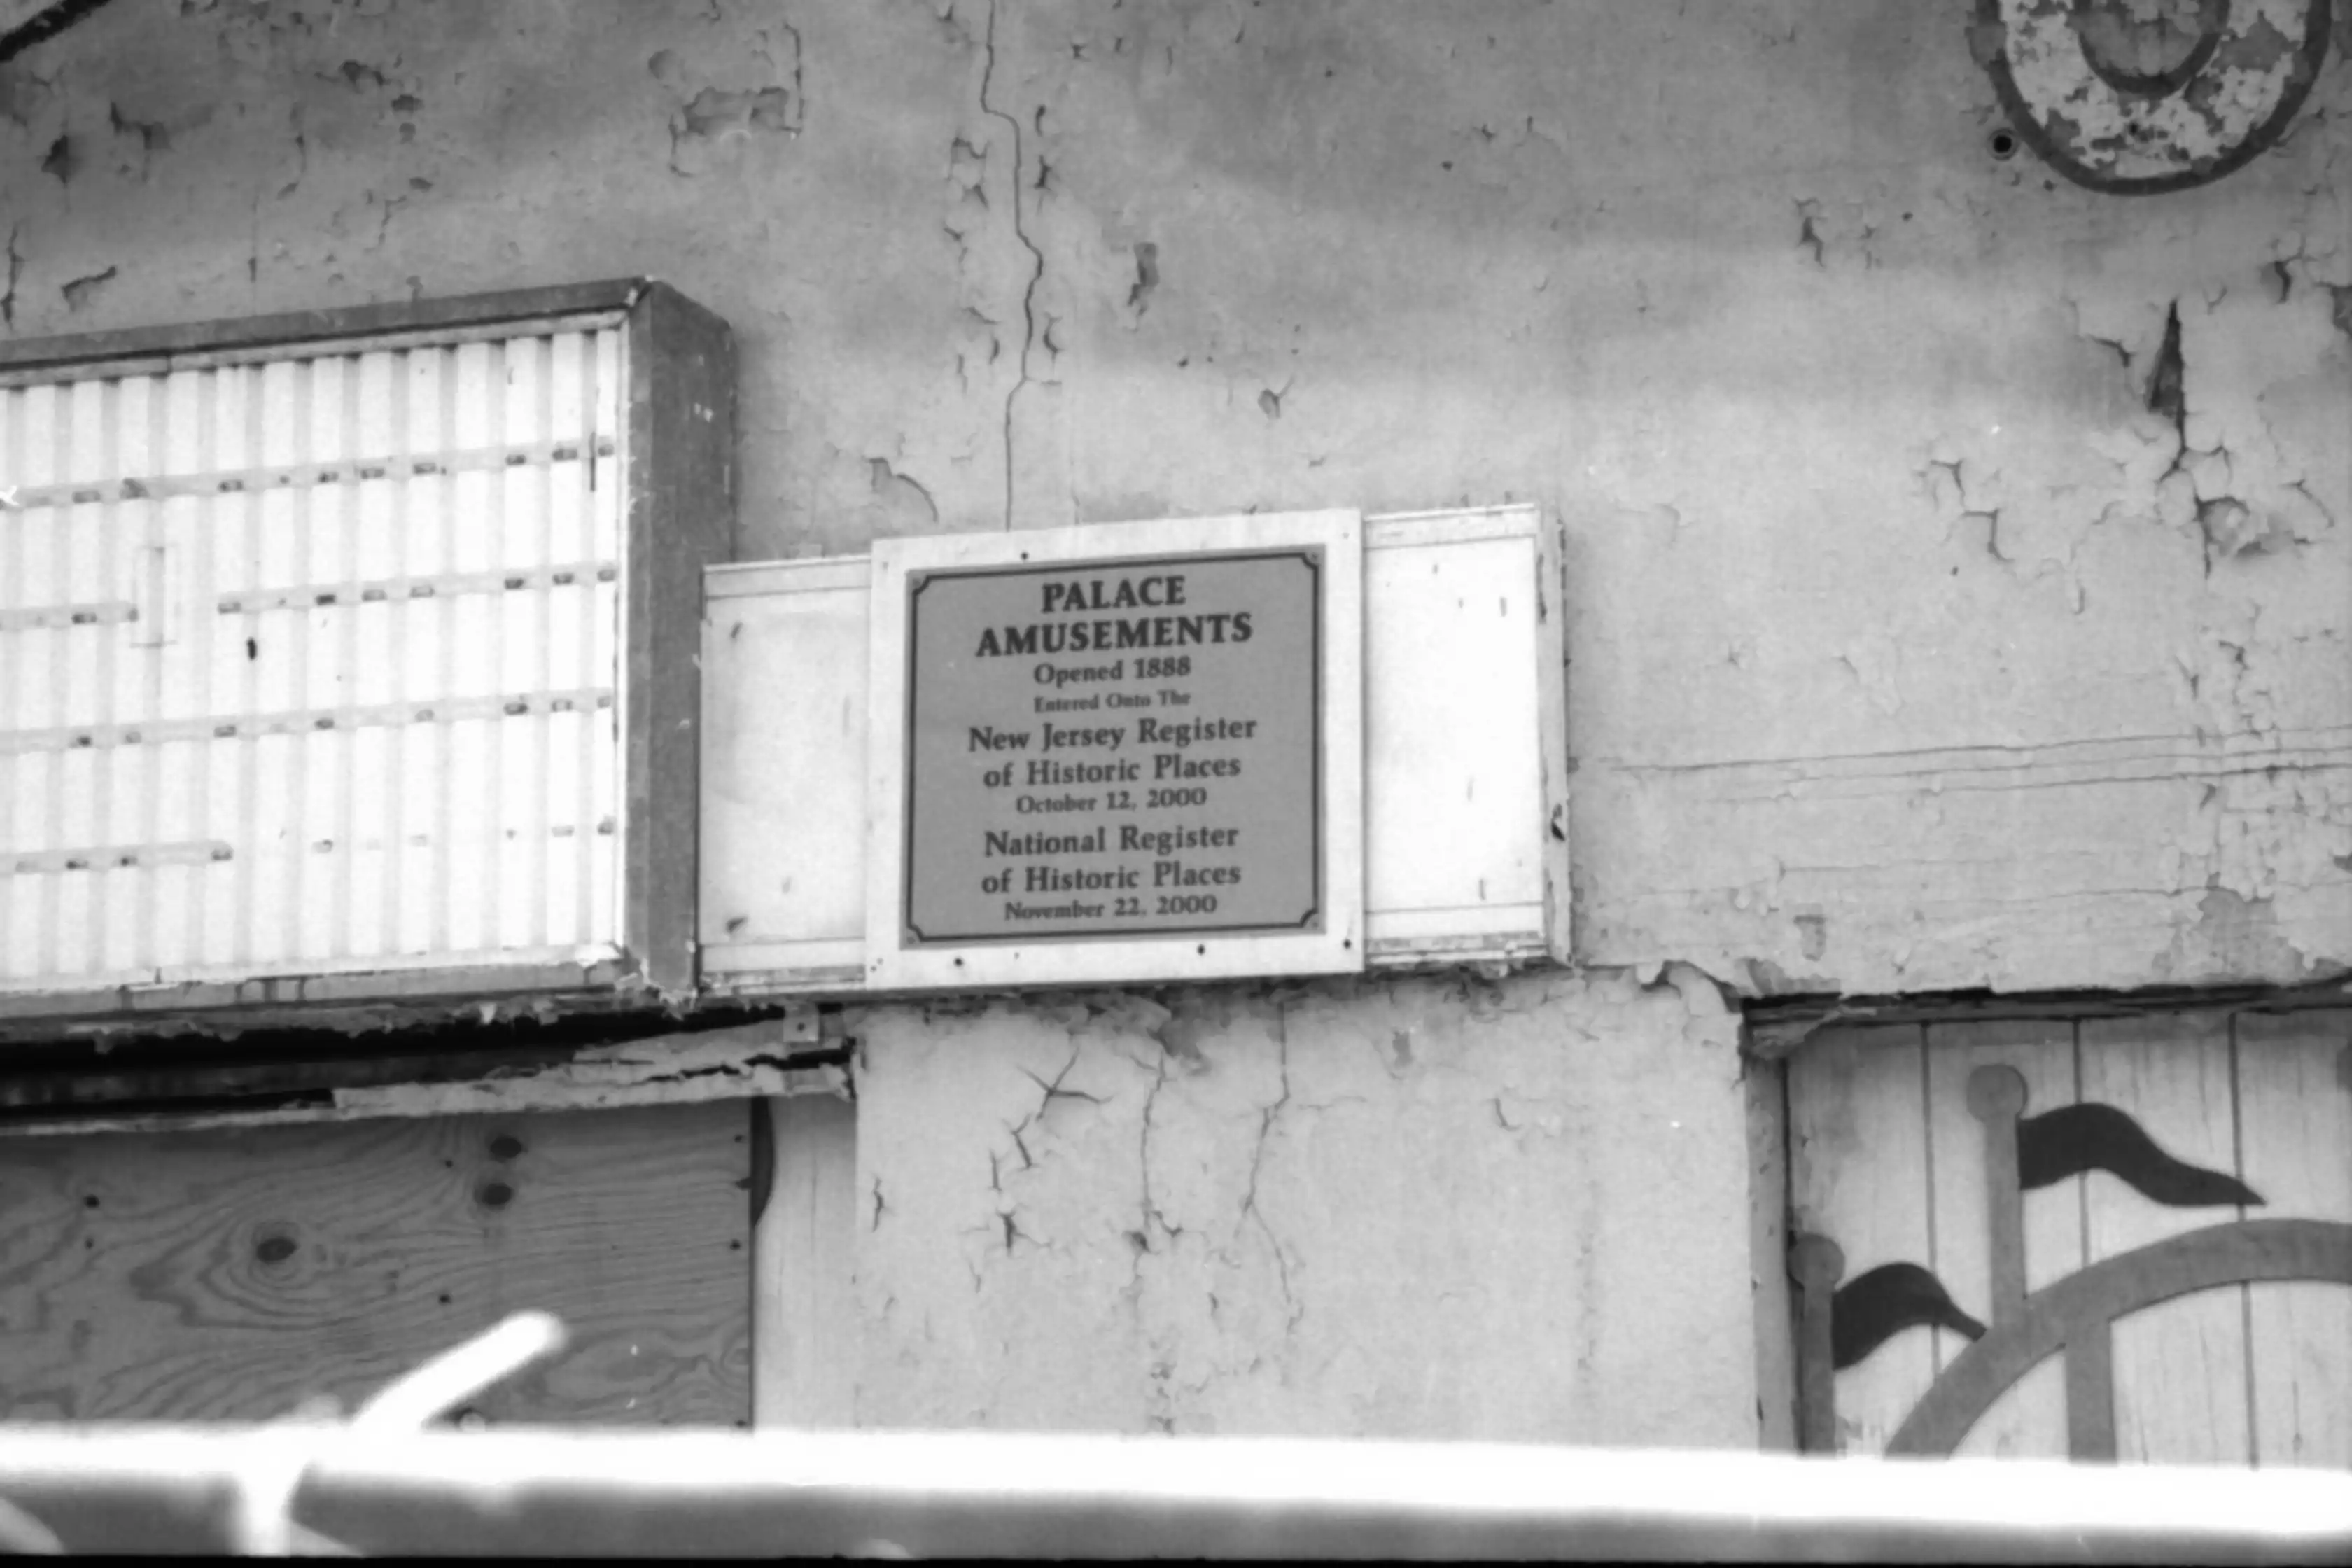 PALACE
AMUSEMENTS
Opened 1888
Entered Onto The
New Jersey Register
of Historic Places
October 12, 2000
National Register
of Historic Places
November 22, 2000